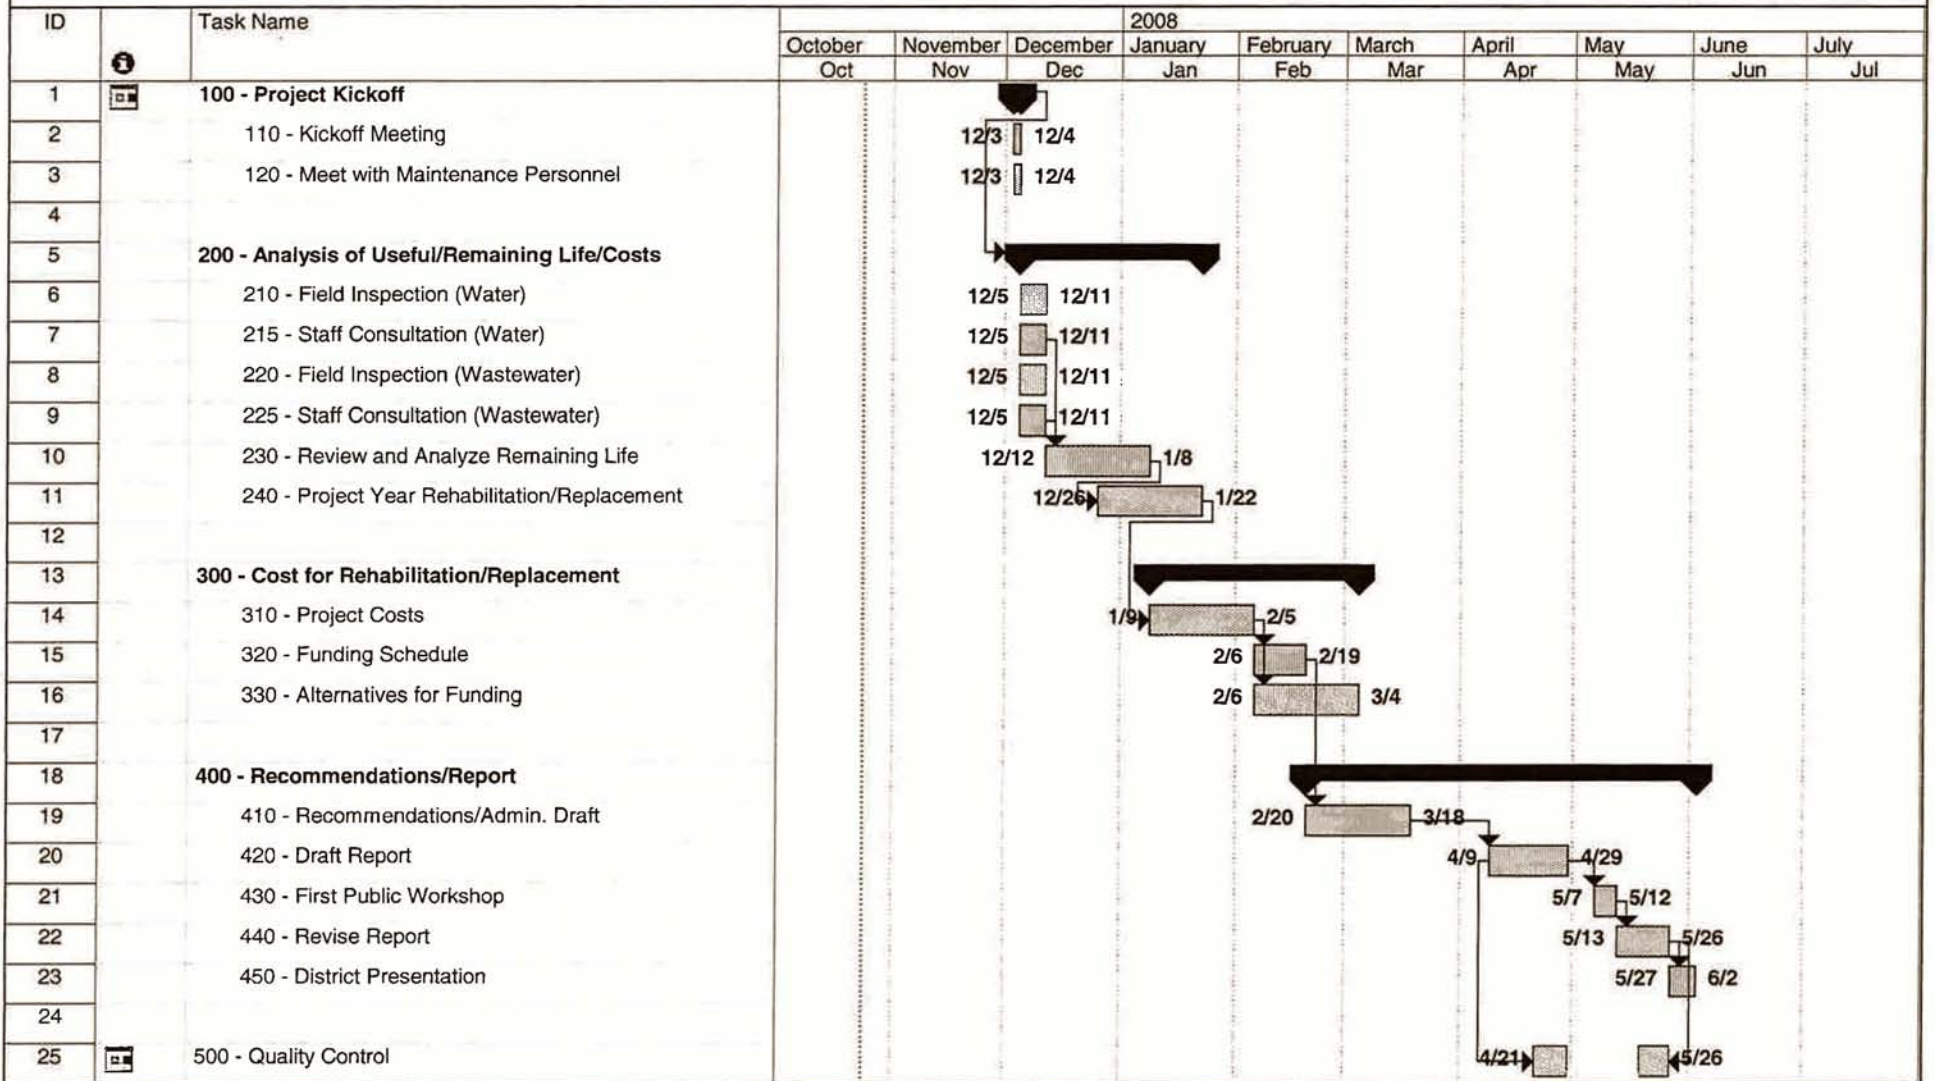 ID Task Name 2008
October November December January February March April May June July
Oct Nov Dec Jan Feb Mar Apr May Jun Jul
1 100 - Project Kickoff
2 110 - Kickoff Meeting 12/3 12/4
3 120 - Meet with Maintenance Personnel 12/3 12/4
4
5 200 - Analysis of Useful/Remaining Life/Costs
6 210 - Field Inspection (Water) 12/5 12/11
7 215 - Staff Consultation (Water) 12/5 12/11
8 220 - Field Inspection (Wastewater) 12/5 12/11
9 225 - Staff Consultation (Wastewater) 12/5 12/11
10 230 - Review and Analyze Remaining Life 12/12 1/8
11 240 - Project Year Rehabilitation/Replacement 12/26 1/22
12
13 300 - Cost for Rehabilitation/Replacement
14 310 - Project Costs 1/9 2/5
15 320 - Funding Schedule 2/6 2/19
16 330 - Alternatives for Funding 2/6 3/4
17
18 400 - Recommendations/Report
19 410 - Recommendations/Admin. Draft 2/20 3/18
20 420 - Draft Report 4/9 4/29
21 430 - First Public Workshop 5/7 5/12
22 440 - Revise Report 5/13 5/26
23 450 - District Presentation 5/27 6/2
24
25 500 - Quality Control 4/21 5/26